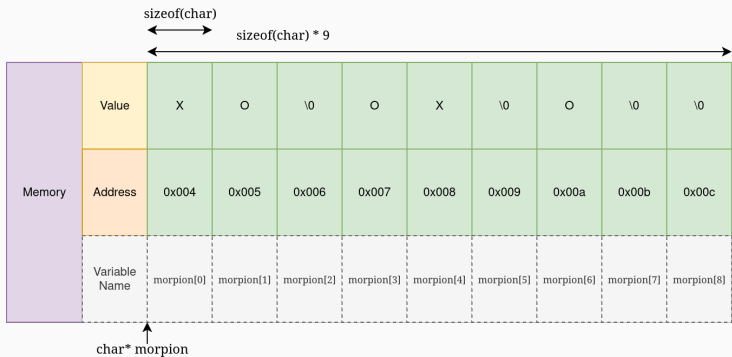 sizeof(char)
sizeof(char) * 9
Memory
Value
X
O
\0
O
X
\0
O
\0
\0
Address
0x004
0x005
0x006
0x007
0x008
0x009
0x00a
0x00b
0x00c
Variable
Name
morpion[0]
morpion[1]
morpion[2]
morpion[3]
morpion[4]
morpion[5]
morpion[6]
morpion[7]
morpion[8]
char* morpion